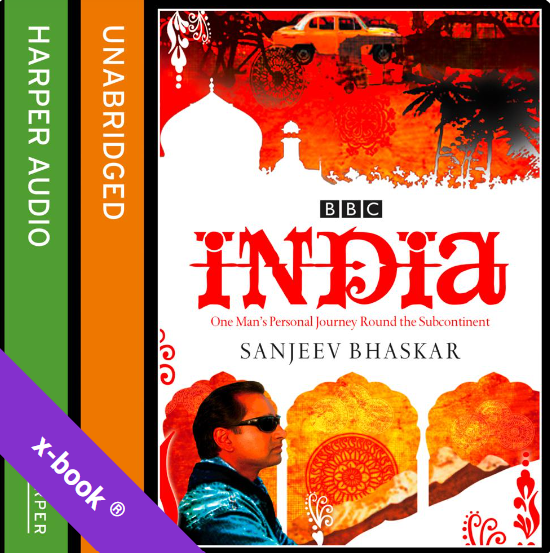 HARPER AUDIO
UNABRIDGED
BBC
INDIA
One Man's Personal Journey Round the Subcontinent
SANJEEV BHASKAR
x-book ®